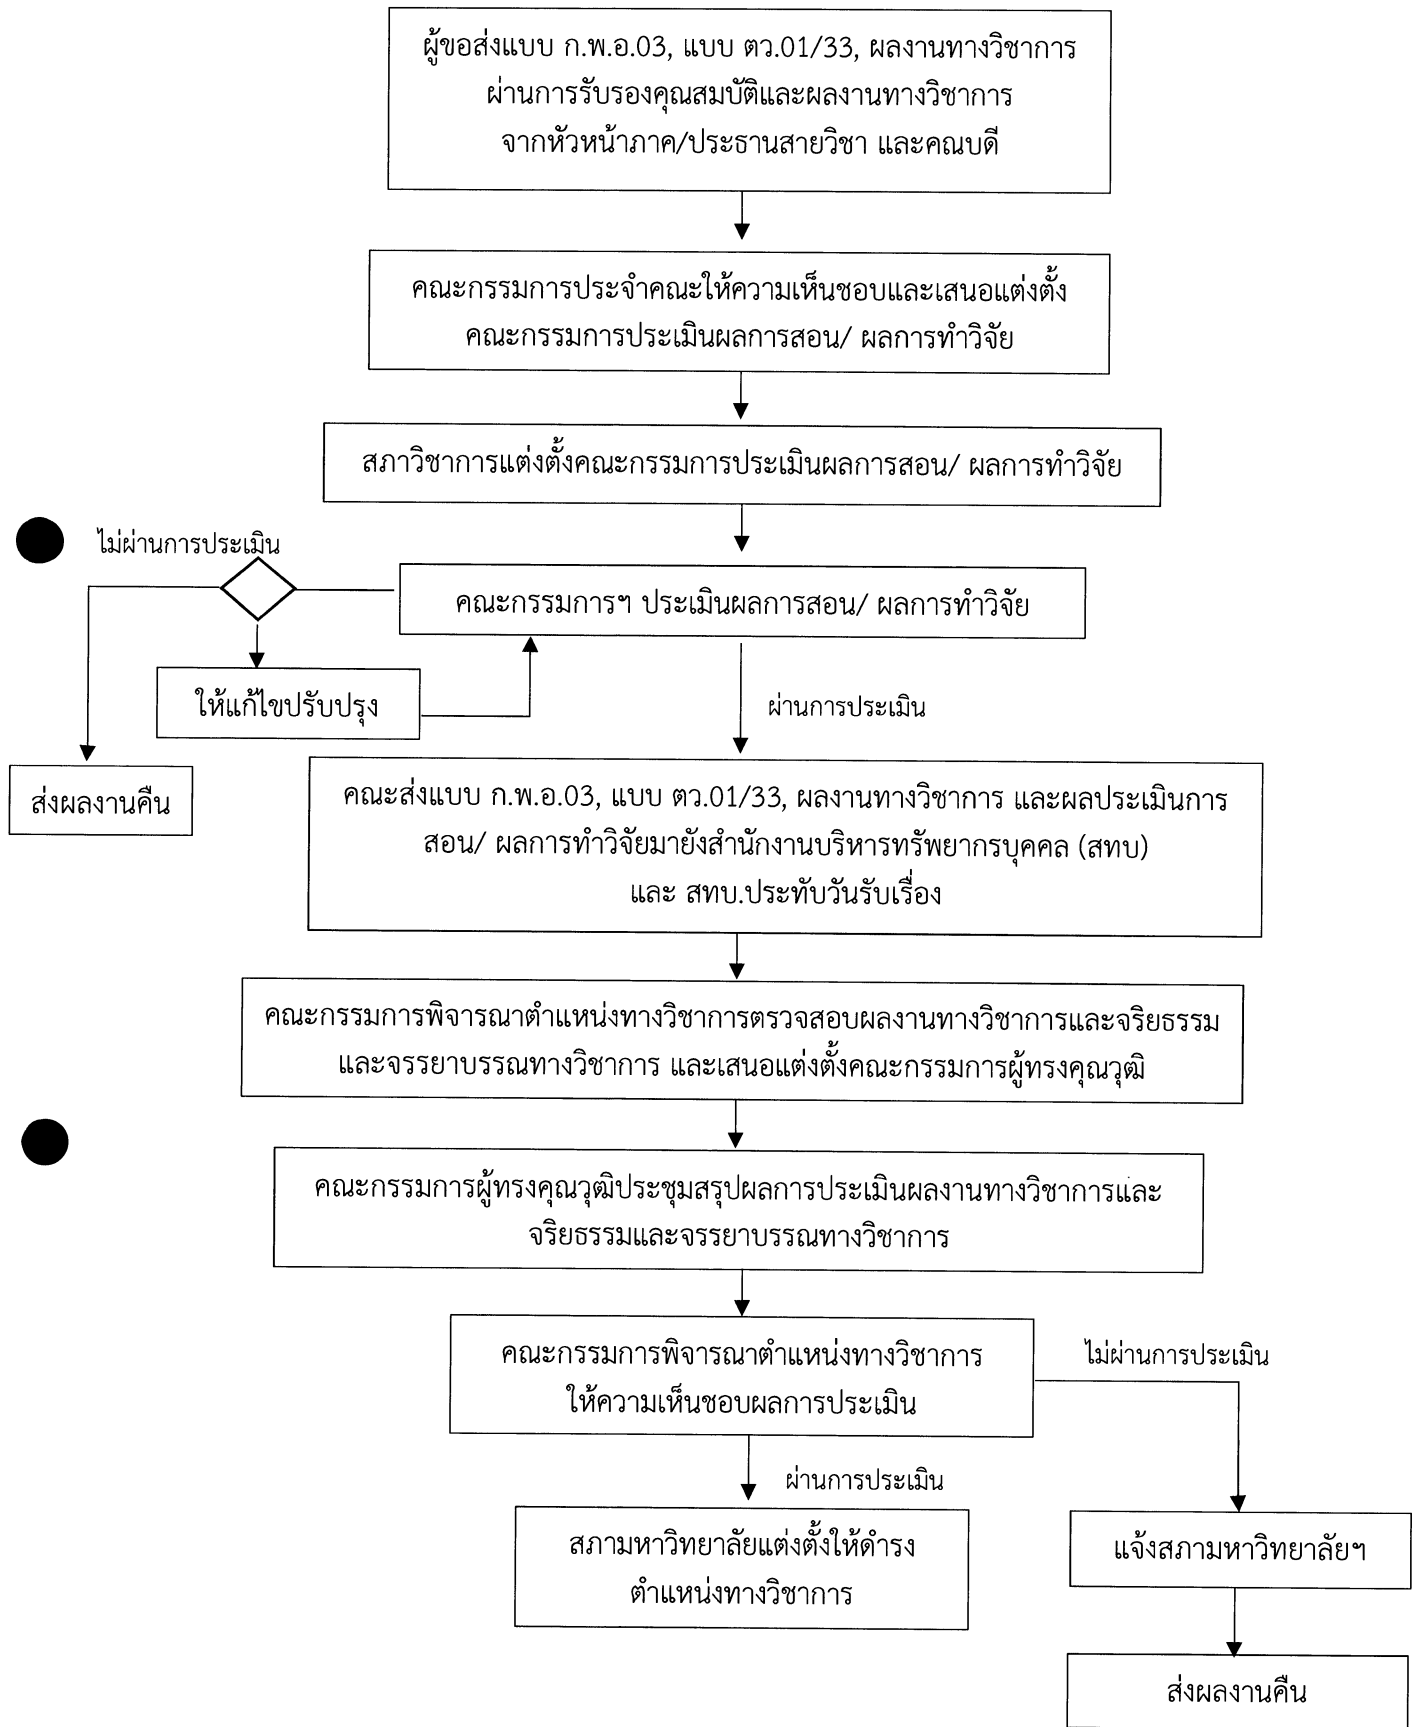 ผู้ขอส่งแบบ ก.พ.อ.03, แบบ ตว.01/33, ผลงานทางวิชาการ
ผ่านการรับรองคุณสมบัติและผลงานทางวิชาการ
จากหัวหน้าภาค/ประธานสายวิชา และคณบดี
คณะกรรมการประจำคณะให้ความเห็นชอบและเสนอแต่งตั้ง
คณะกรรมการประเมินผลการสอน/ ผลการทำวิจัย
สภาวิชาการแต่งตั้งคณะกรรมการประเมินผลการสอน/ ผลการทำวิจัย
ไม่ผ่านการประเมิน
คณะกรรมการฯ ประเมินผลการสอน/ ผลการทำวิจัย
ให้แก้ไขปรับปรุง
ผ่านการประเมิน
ส่งผลงานคืน
คณะส่งแบบ ก.พ.อ.03, แบบ ตว.01/33, ผลงานทางวิชาการ และผลประเมินการ
สอน/ ผลการทำวิจัยมายังสำนักงานบริหารทรัพยากรบุคคล (สทบ)
และ สทบ.ประทับวันรับเรื่อง
คณะกรรมการพิจารณาตำแหน่งทางวิชาการตรวจสอบผลงานทางวิชาการและจริยธรรม
และจรรยาบรรณทางวิชาการ และเสนอแต่งตั้งคณะกรรมการผู้ทรงคุณวุฒิ
คณะกรรมการผู้ทรงคุณวุฒิประชุมสรุปผลการประเมินผลงานทางวิชาการและ
จริยธรรมและจรรยาบรรณทางวิชาการ
คณะกรรมการพิจารณาตำแหน่งทางวิชาการ
ให้ความเห็นชอบผลการประเมิน
ไม่ผ่านการประเมิน
ผ่านการประเมิน
สภามหาวิทยาลัยแต่งตั้งให้ดำรง
ตำแหน่งทางวิชาการ
แจ้งสภามหาวิทยาลัยฯ
ส่งผลงานคืน